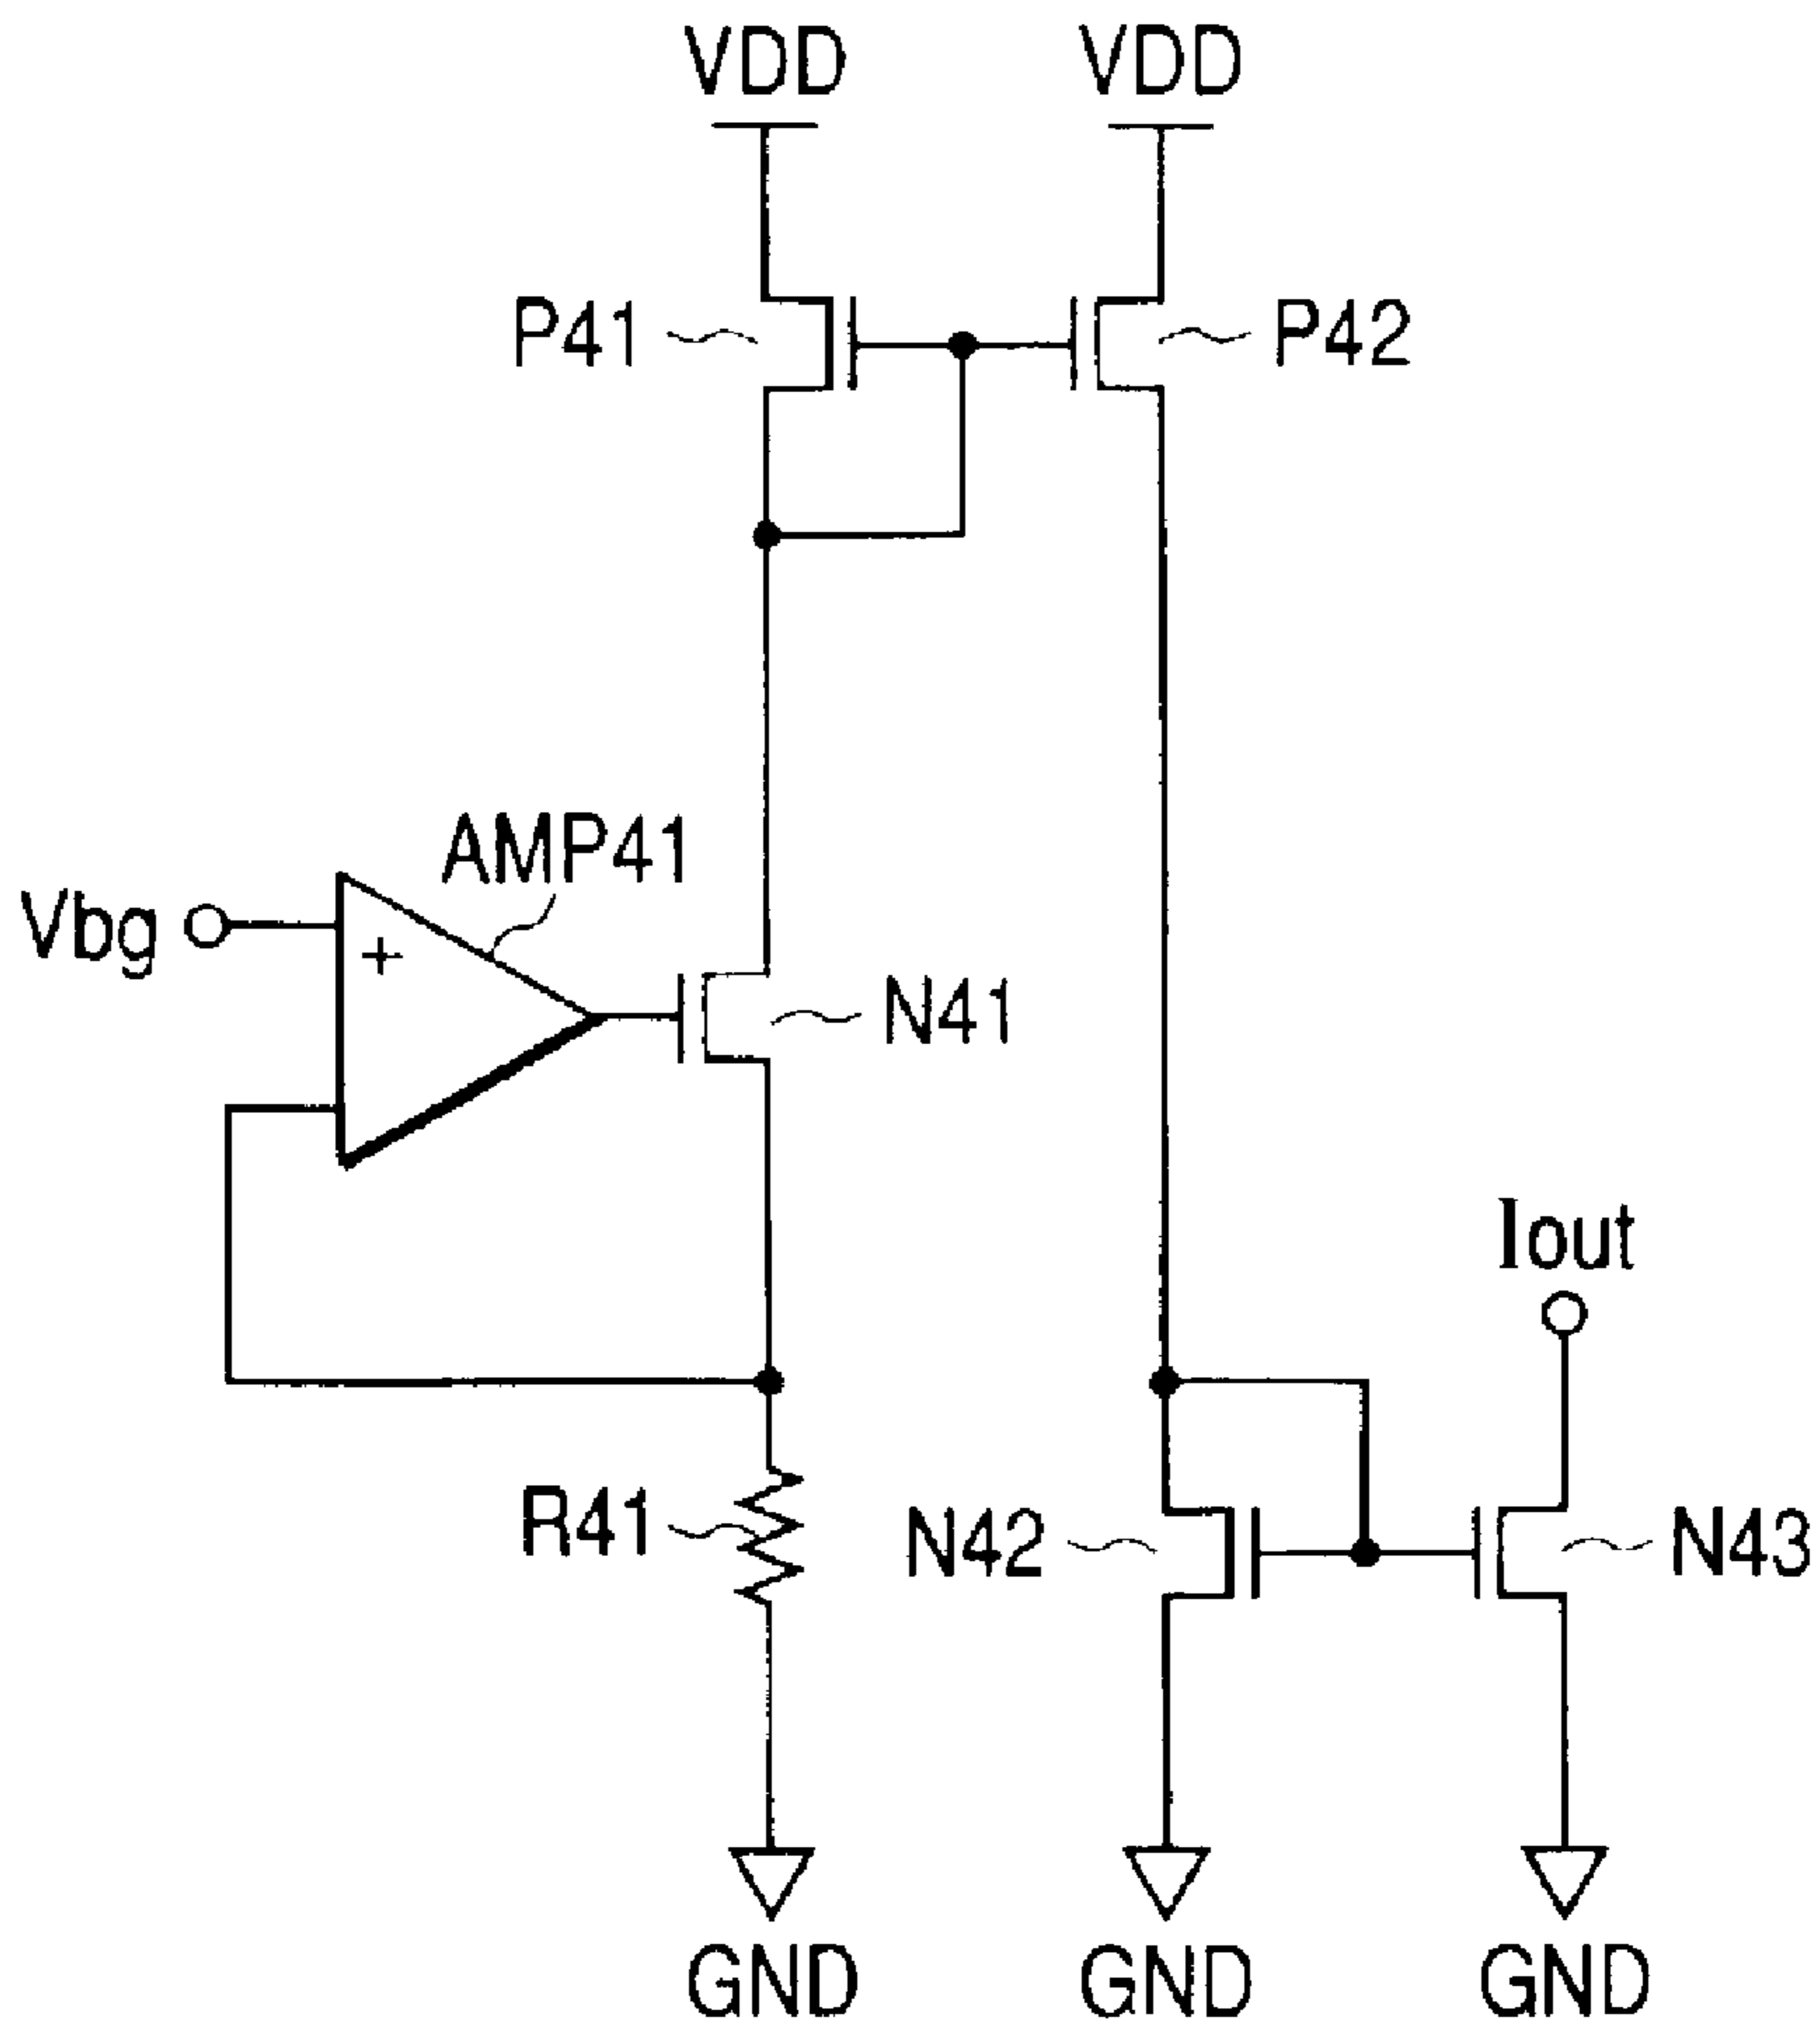 VDD VDD
P41 P42
AMP41
Vbg
+
N41
Iout
R41 N42 N43
GND GND GND